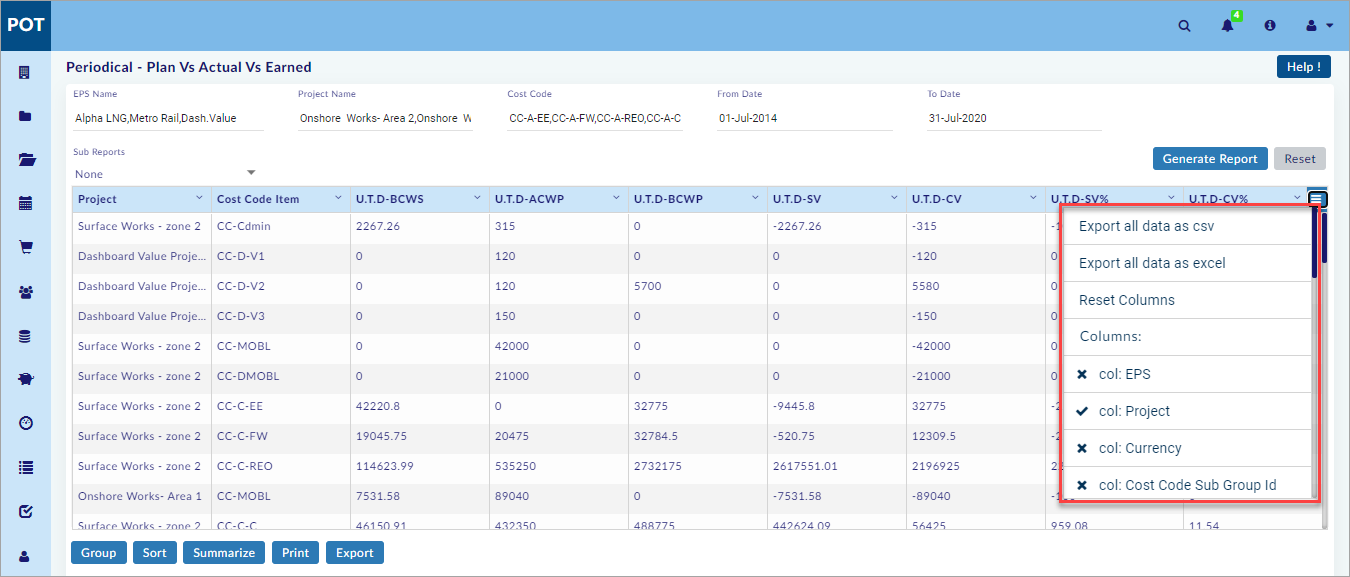 POT
4
Periodical - Plan Vs Actual Vs Earned
Help !
EPS Name Project Name Cost Code From Date To Date
Alpha LNG,Metro Rail,Dash.Value Onshore Works- Area 2,Onshore W CC-A-EE,CC-A-FW,CC-A-REO,CC-A-C 01-Jul-2014 31-Jul-2020
Sub Reports
None
Generate Report Reset
Project Cost Code Item U.T.D-BCWS U.T.D-ACWP U.T.D-BCWP U.T.D-SV U.T.D-CV U.T.D-SV% U.T.D-CV%
Surface Works - zone 2 CC-Cdmin 2267.26 315 0 -2267.26 -315
Dashboard Value Proje... CC-D-V1 0 120 0 0 -120 0
Dashboard Value Proje... CC-D-V2 0 120 5700 0 5580 0
Dashboard Value Proje... CC-D-V3 0 150 0 0 -150 0
Surface Works - zone 2 CC-MOBL 0 42000 0 0 -42000 0
Surface Works - zone 2 CC-DMOBL 0 21000 0 0 -21000 0
Surface Works - zone 2 CC-C-EE 42220.8 0 32775 -9445.8 32775
Surface Works - zone 2 CC-C-FW 19045.75 20475 32784.5 -520.75 12309.5
Surface Works - zone 2 CC-C-REO 114623.99 535250 2732175 2617551.01 2196925
Onshore Works- Area 1 CC-MOBL 7531.58 89040 0 -7531.58 -89040
Surface Works - zone 2 CC-C-C 46150.91 432350 488775 442624.09 56425 959.08 11.54
Export all data as csv
Export all data as excel
Reset Columns
Columns:
col: EPS
col: Project
col: Currency
col: Cost Code Sub Group Id
Group Sort Summarize Print Export